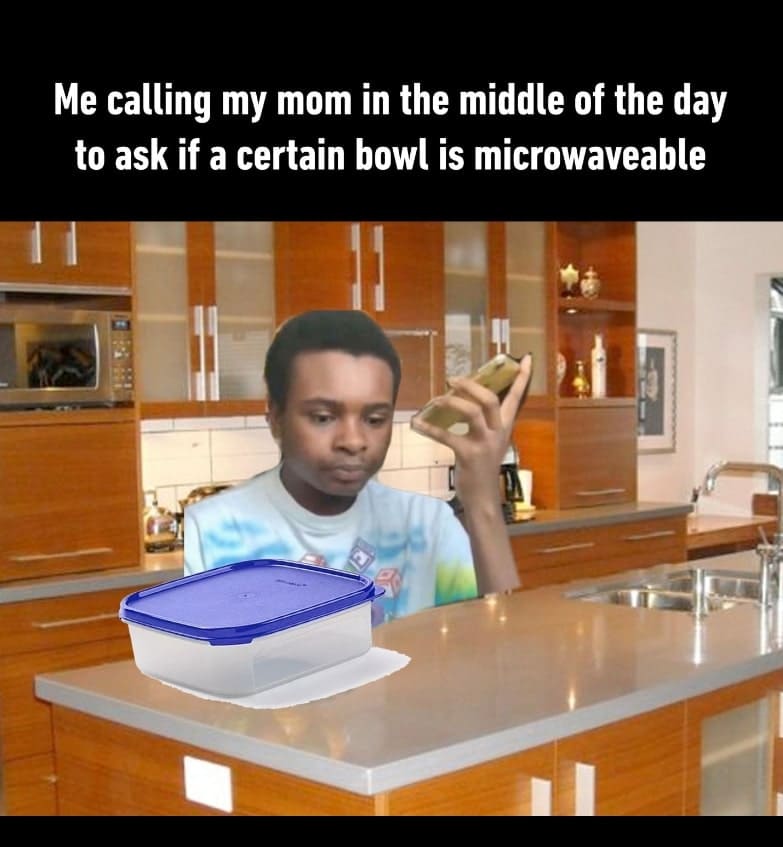 Me calling my mom in the middle of the day
to ask if a certain bowl is microwaveable